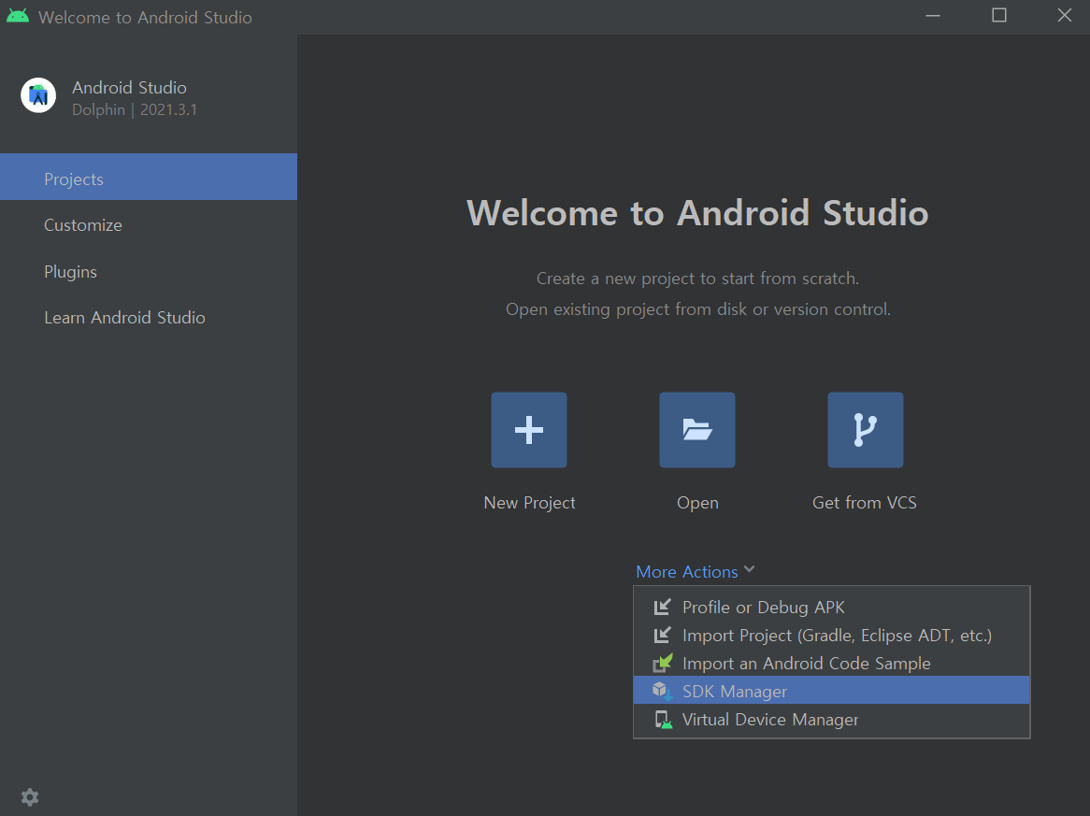 Welcome to Android Studio
Android Studio
Dolphin | 2021.3.1
Projects
Customize
Plugins
Learn Android Studio
Welcome to Android Studio
Create a new project to start from scratch.
Open existing project from disk or version control.
New Project
Open
Get from VCS
More Actions
Profile or Debug APK
Import Project (Gradle, Eclipse ADT, etc.)
Import an Android Code Sample
SDK Manager
Virtual Device Manager